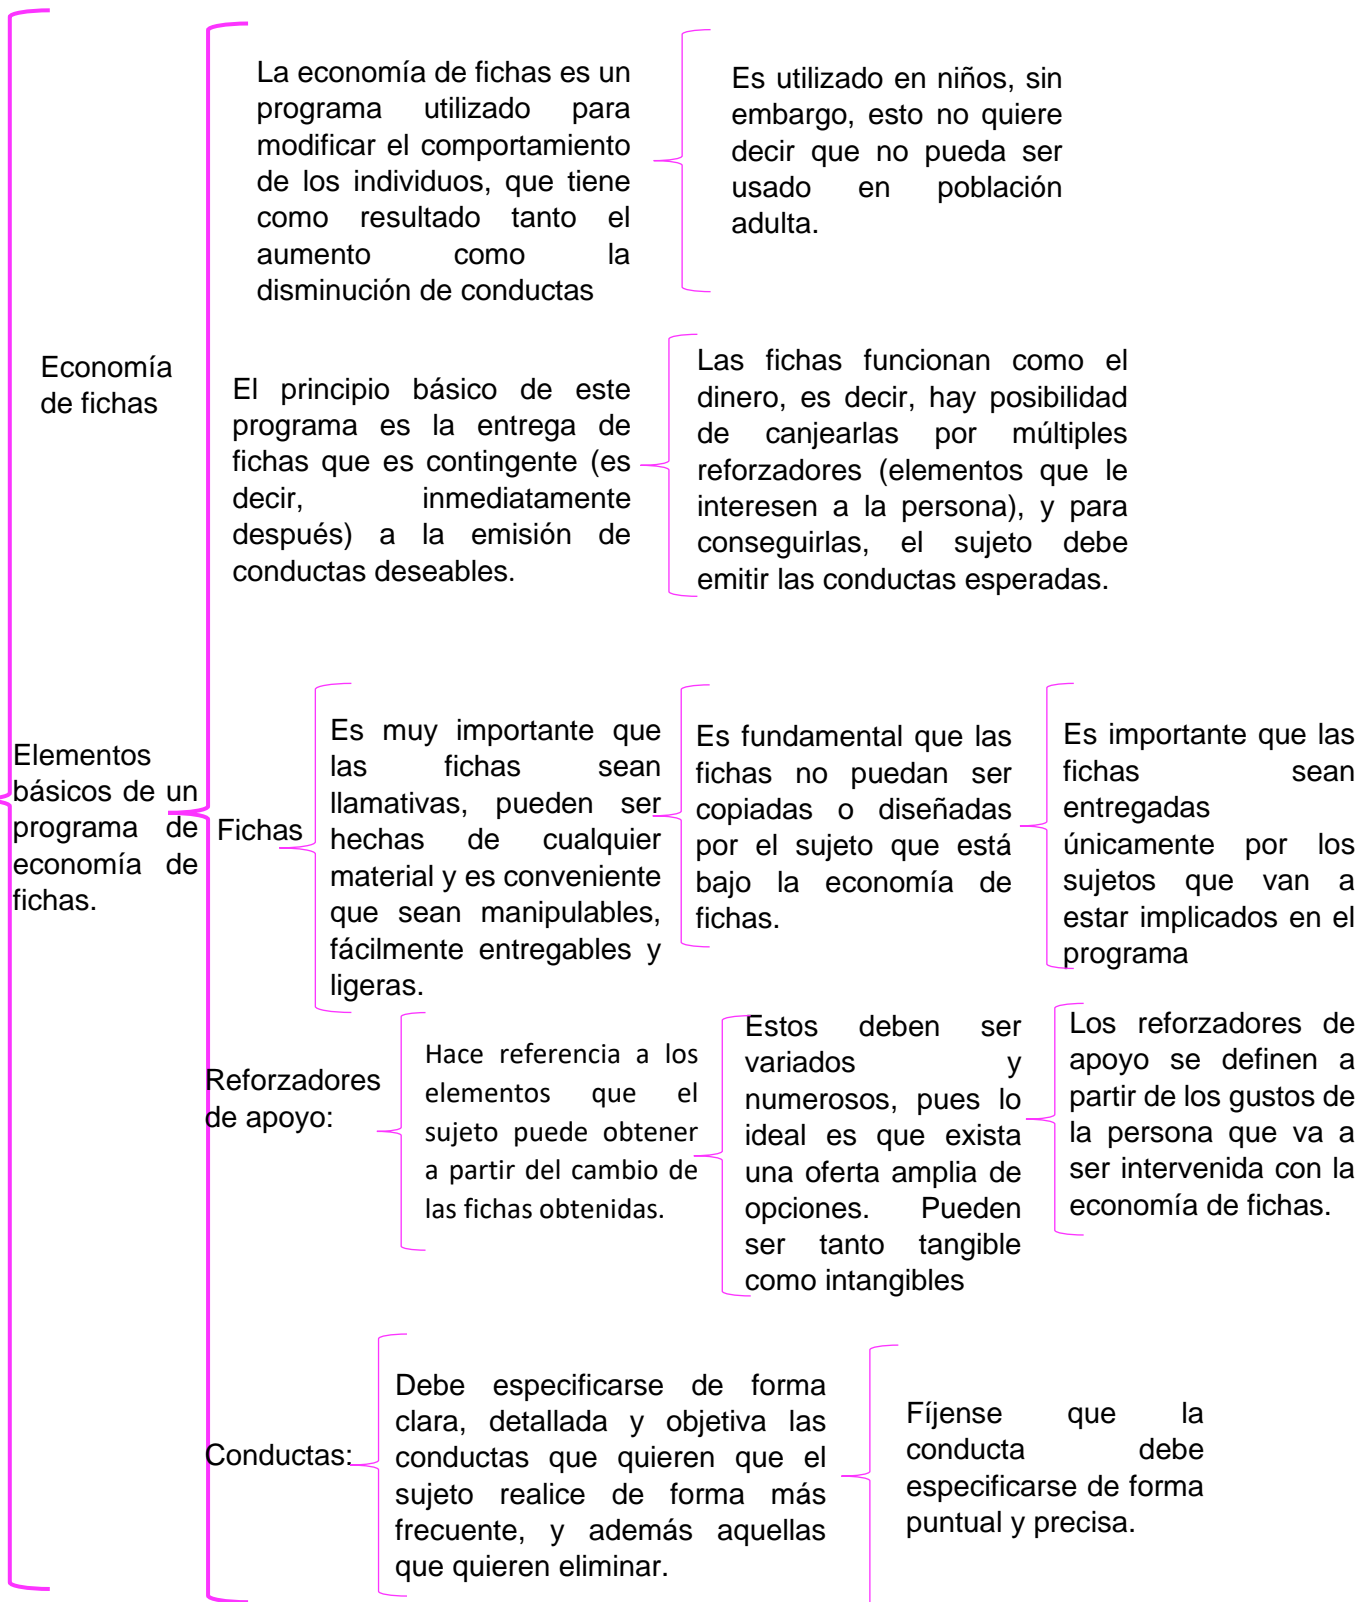 Economía
de fichas
La economía de fichas es un
programa utilizado para
modificar el comportamiento
de los individuos, que tiene
como resultado tanto el
aumento como la
disminución de conductas
Es utilizado en niños, sin
embargo, esto no quiere
decir que no pueda ser
usado en población
adulta.
El principio básico de este
programa es la entrega de
fichas que es contingente (es
decir, inmediatamente
después) a la emisión de
conductas deseables.
Las fichas funcionan como el
dinero, es decir, hay posibilidad
de canjearlas por múltiples
reforzadores (elementos que le
interesen a la persona), y para
conseguirlas, el sujeto debe
emitir las conductas esperadas.
Elementos
básicos de un
programa de
economía de
fichas.
Fichas
Es muy importante que
las fichas sean
llamativas, pueden ser
hechas de cualquier
material y es conveniente
que sean manipulables,
fácilmente entregables y
ligeras.
Es fundamental que las
fichas no puedan ser
copiadas o diseñadas
por el sujeto que está
bajo la economía de
fichas.
Es importante que las
fichas sean
entregadas
únicamente por los
sujetos que van a
estar implicados en el
programa
Reforzadores
de apoyo:
Hace referencia a los
elementos que el
sujeto puede obtener
a partir del cambio de
las fichas obtenidas.
Estos deben ser
variados y
numerosos, pues lo
ideal es que exista
una oferta amplia de
opciones. Pueden
ser tanto tangible
como intangibles
Los reforzadores de
apoyo se definen a
partir de los gustos de
la persona que va a
ser intervenida con la
economía de fichas.
Conductas:
Debe especificarse de forma
clara, detallada y objetiva las
conductas que quieren que el
sujeto realice de forma más
frecuente, y además aquellas
que quieren eliminar.
Fíjense que la
conducta debe
especificarse de forma
puntual y precisa.